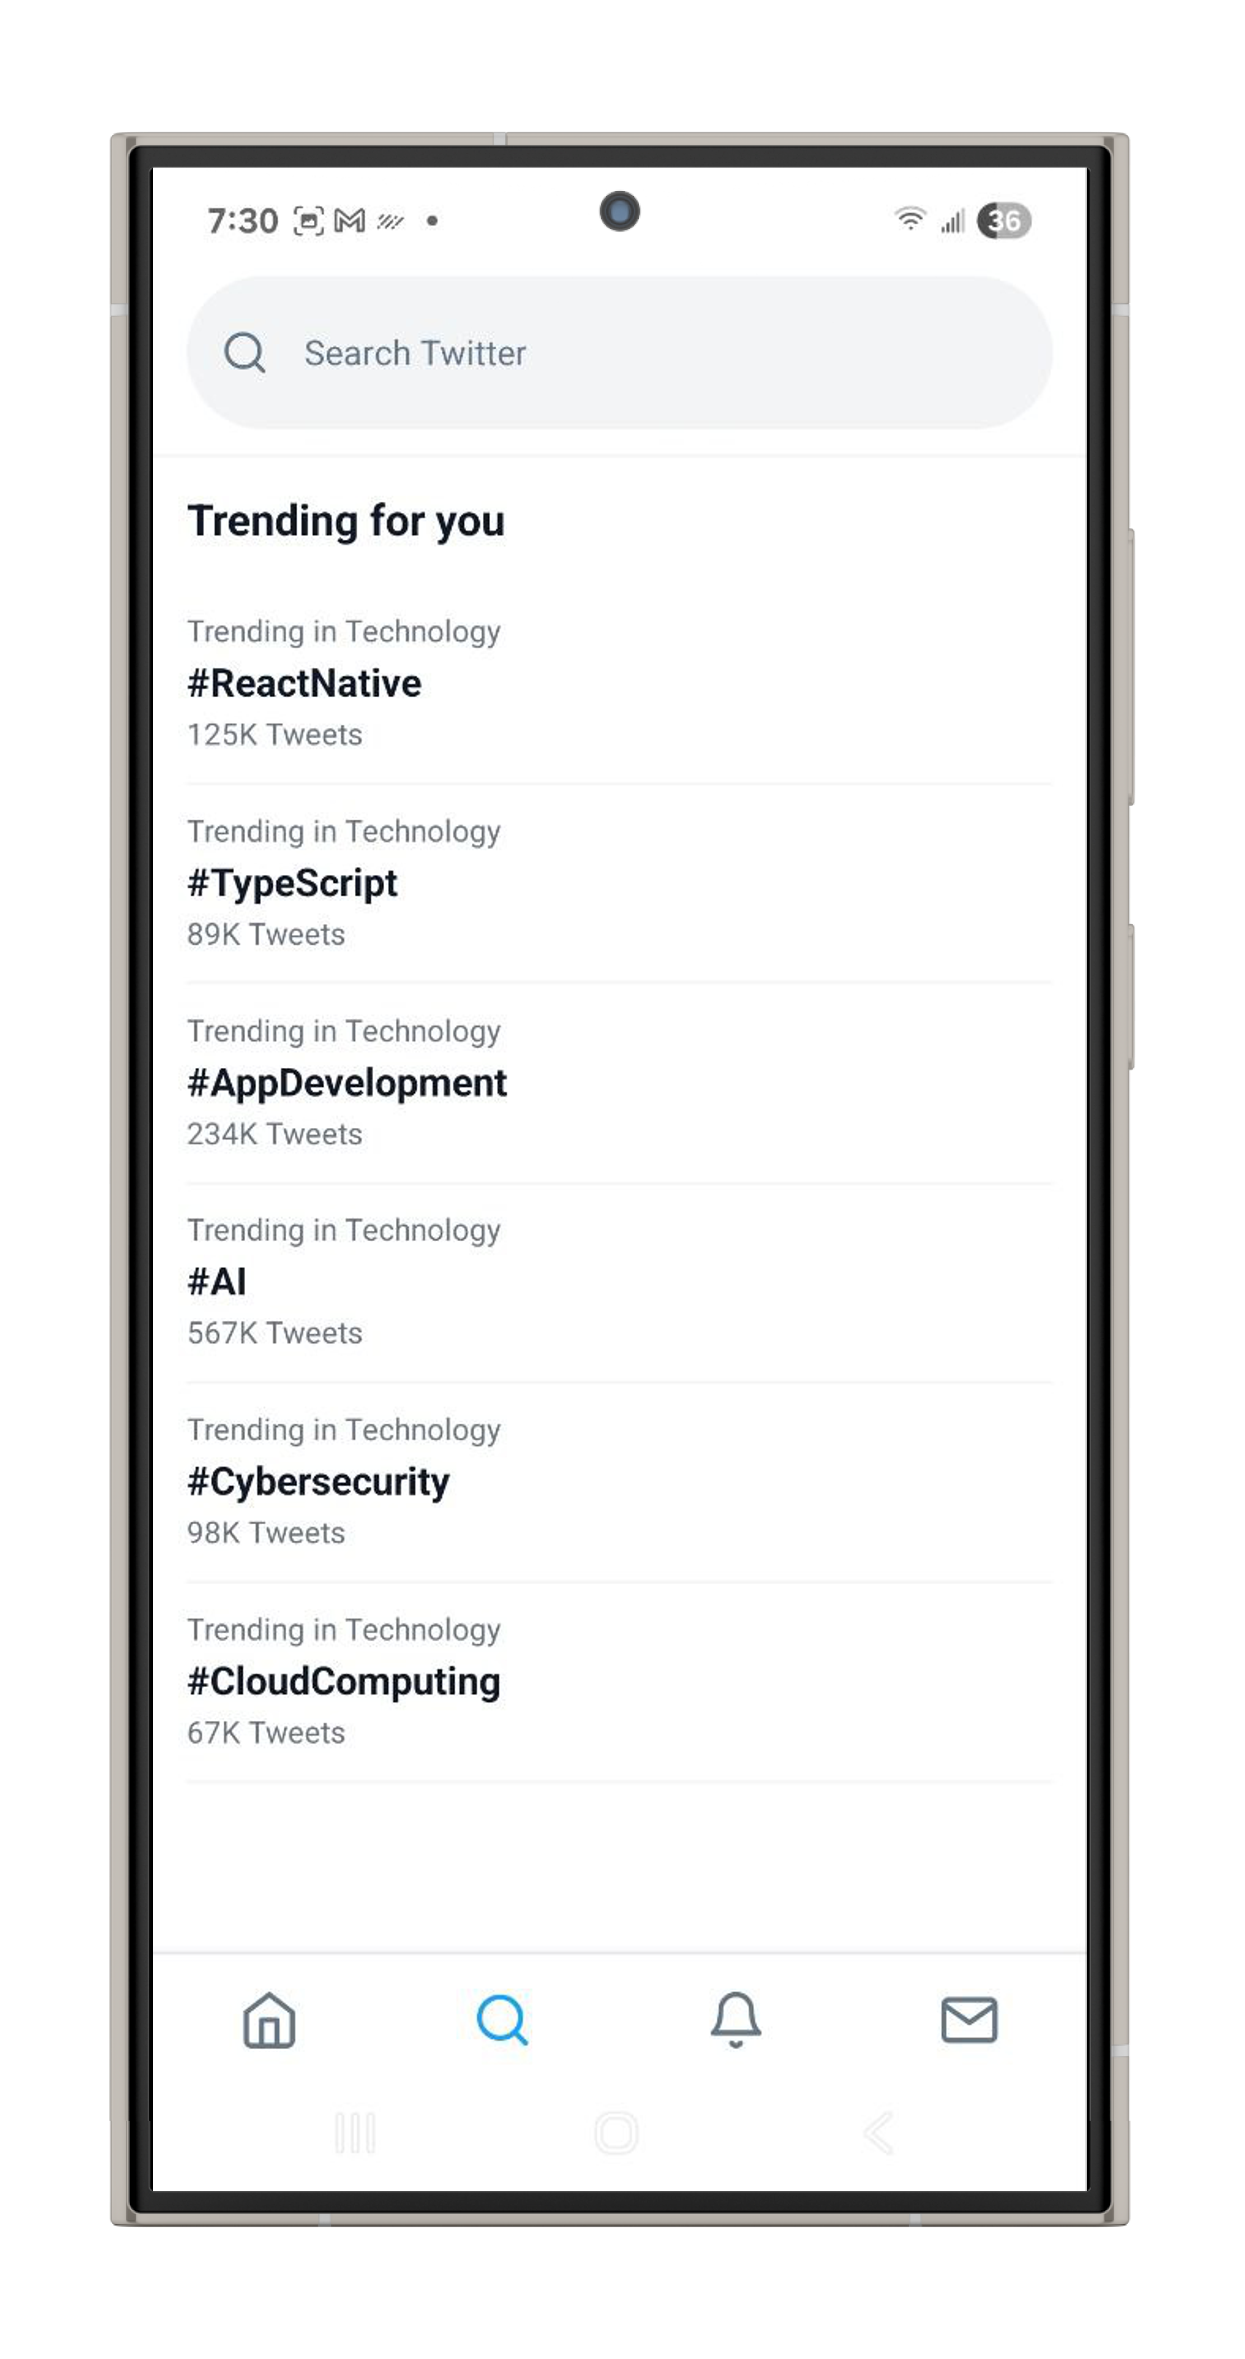 7:30
36
Search Twitter
Trending for you
Trending in Technology
#ReactNative
125K Tweets
Trending in Technology
#TypeScript
89K Tweets
Trending in Technology
#AppDevelopment
234K Tweets
Trending in Technology
#AI
567K Tweets
Trending in Technology
#Cybersecurity
98K Tweets
Trending in Technology
#CloudComputing
67K Tweets